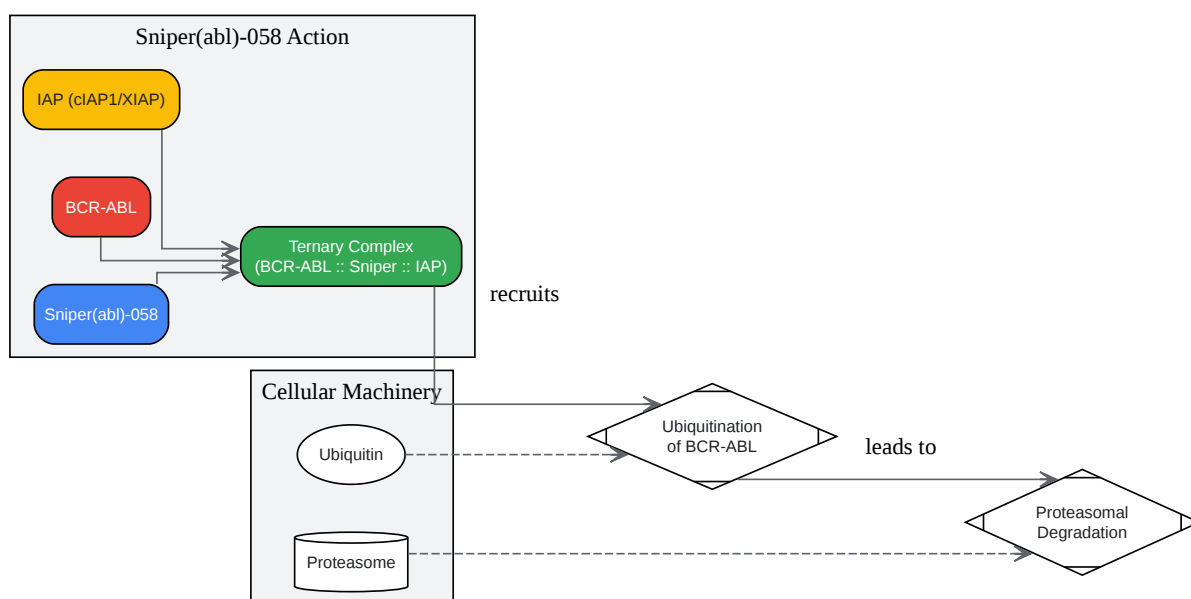 Sniper(abl)-058 Action
IAP (cIAP1/XIAP)
BCR-ABL
Ternary Complex
(BCR-ABL :: Sniper :: IAP)
Sniper(abl)-058
recruits
Cellular Machinery
Ubiquitin
Ubiquitination
of BCR-ABL
leads to
Proteasome
Proteasomal
Degradation